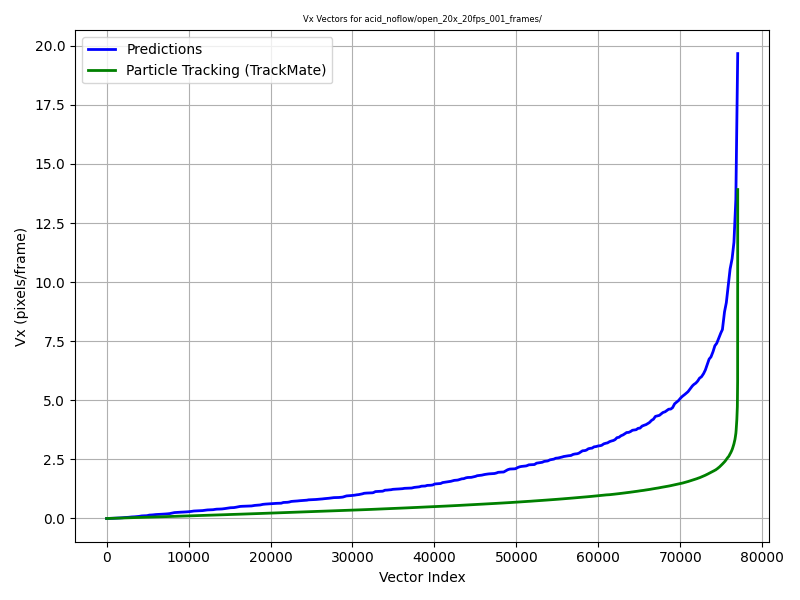 Vx Vectors for acid_noflow/open_20x_20fps_001_frames/
Predictions
Particle Tracking (TrackMate)
20.0
17.5
15.0
12.5
10.0
7.5
5.0
2.5
0.0
Vx (pixels/frame)
0 10000 20000 30000 40000 50000 60000 70000 80000
Vector Index